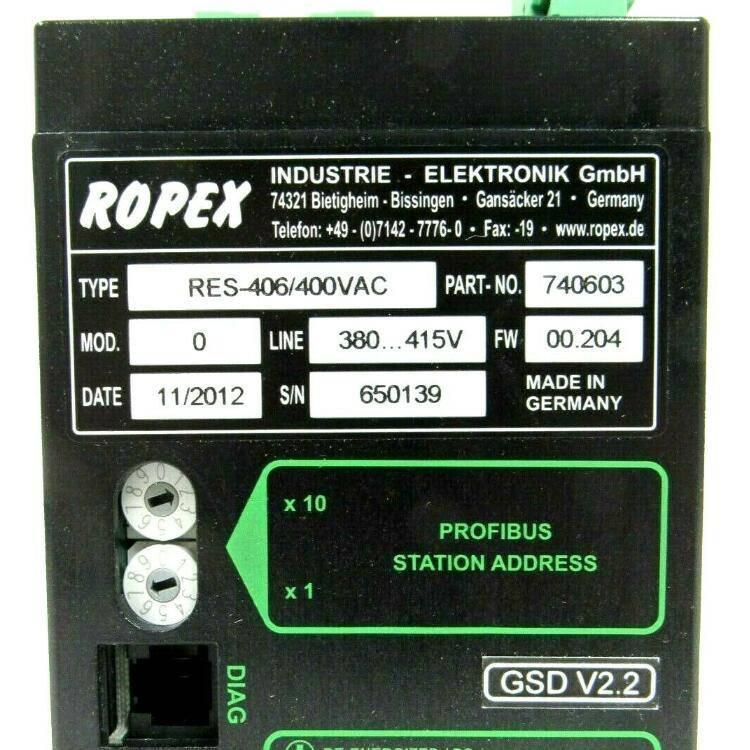 ROPEX
INDUSTRIE - ELEKTRONIK GmbH
74321 Bietigheim - Bissingen • Gansäcker 21 • Germany
Telefon: +49 - (0)7142 - 7776- 0 • Fax: -19 • www.ropex.de
TYPE RES-406/400VAC PART- NO. 740603
MOD. 0 LINE 380...415V FW 00.204
DATE 11/2012 S/N 650139 MADE IN
GERMANY
x 10
PROFIBUS
STATION ADDRESS
x 1
DIAG
GSD V2.2